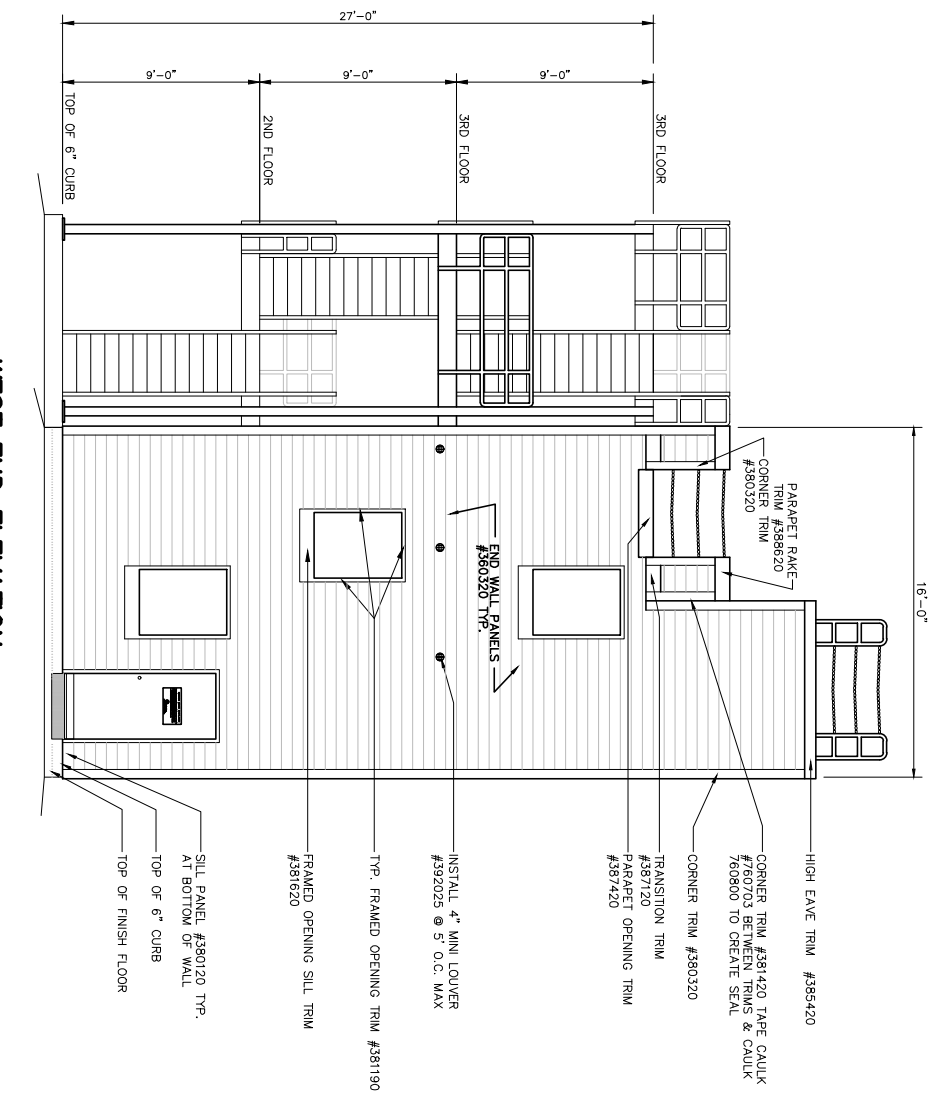 27'-0"
9'-0"
9'-0"
9'-0"
TOP OF 6" CURB
2ND FLOOR
3RD FLOOR
3RD FLOOR
16'-0"
PARAPET RAKE
TRIM #388620
CORNER TRIM
#380320
END WALL PANELS
#360320 TYP.
HIGH EAVE TRIM #385420
CORNER TRIM #381420 TAPE CAULK
#760703 BETWEEN TRIMS & CAULK
760800 TO CREATE SEAL
CORNER TRIM #380320
TRANSITION TRIM
#387120
PARAPET OPENING TRIM
#387420
INSTALL 4" MINI LOUVER
#392025 @ 5' O.C. MAX
TYP. FRAMED OPENING TRIM #381190
FRAMED OPENING SILL TRIM
#381620
SILL PANEL #380120 TYP.
AT BOTTOM OF WALL
TOP OF 6" CURB
TOP OF FINISH FLOOR